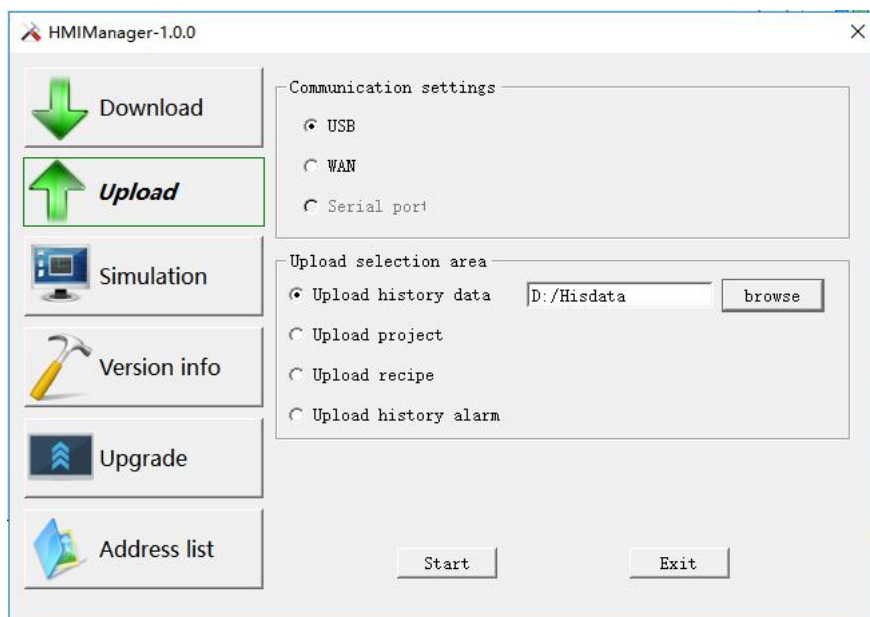 HMIManager-1.0.0
Download
Upload
Simulation
Version info
Upgrade
Address list
Communication settings
USB
WAN
Serial port
Upload selection area
Upload history data D:/Hisdata browse
Upload project
Upload recipe
Upload history alarm
Start Exit